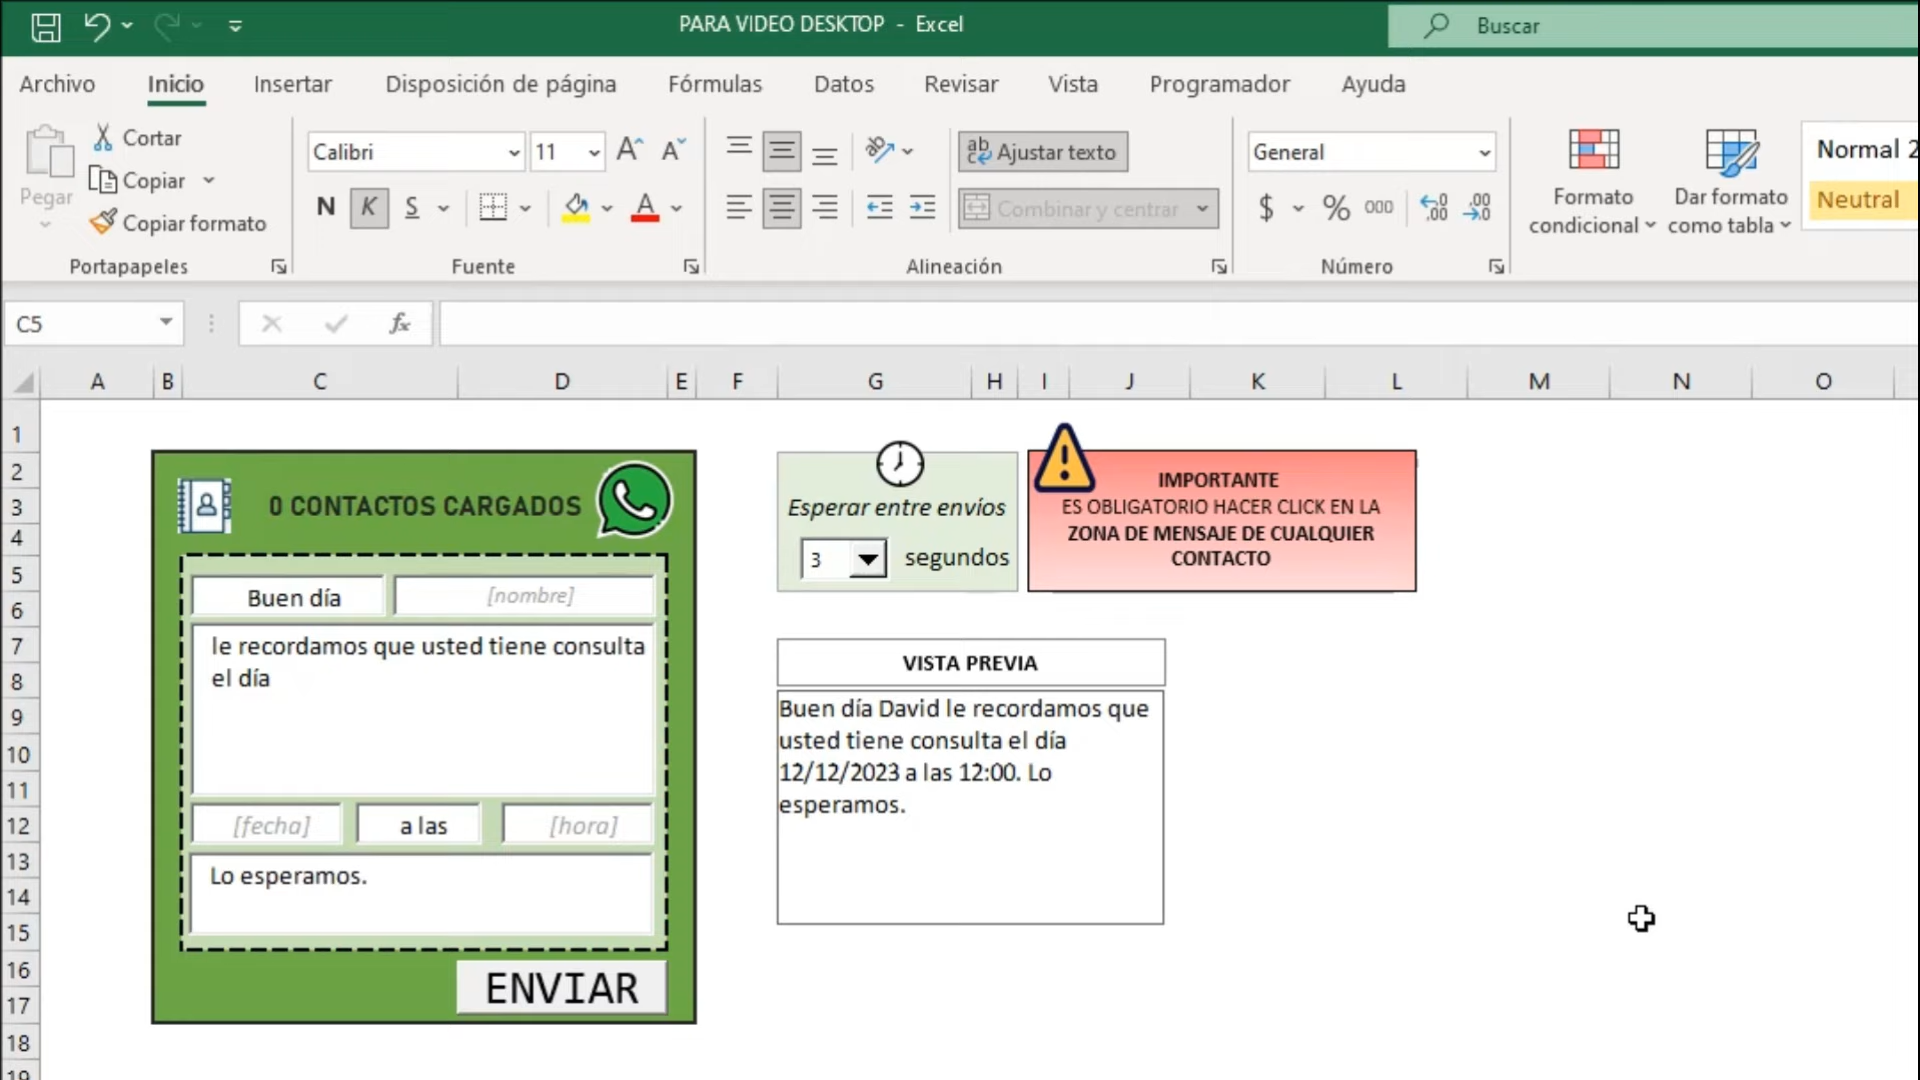 PARA VIDEO DESKTOP - Excel
Buscar
Archivo Inicio Insertar Disposición de página Fórmulas Datos Revisar Vista Programador Ayuda
Pegar
Cortar
Copiar
Copiar formato
Portapapeles
Calibri 11
N K S
Fuente
Ajustar texto
Combinar y centrar
Alineación
General
$ % 000
Número
Formato condicional
Dar formato como tabla
Normal 2
Neutral
C5
fx
A B C D E F G H I J K L M N O
1
2
3
4
5
6
7
8
9
10
11
12
13
14
15
16
17
18
19
0 CONTACTOS CARGADOS
Buen día [nombre]
le recordamos que usted tiene consulta
el día
[fecha] a las [hora]
Lo esperamos.
ENVIAR
Esperar entre envíos
3 segundos
IMPORTANTE
ES OBLIGATORIO HACER CLICK EN LA
ZONA DE MENSAJE DE CUALQUIER
CONTACTO
VISTA PREVIA
Buen día David le recordamos que
usted tiene consulta el día
12/12/2023 a las 12:00. Lo
esperamos.